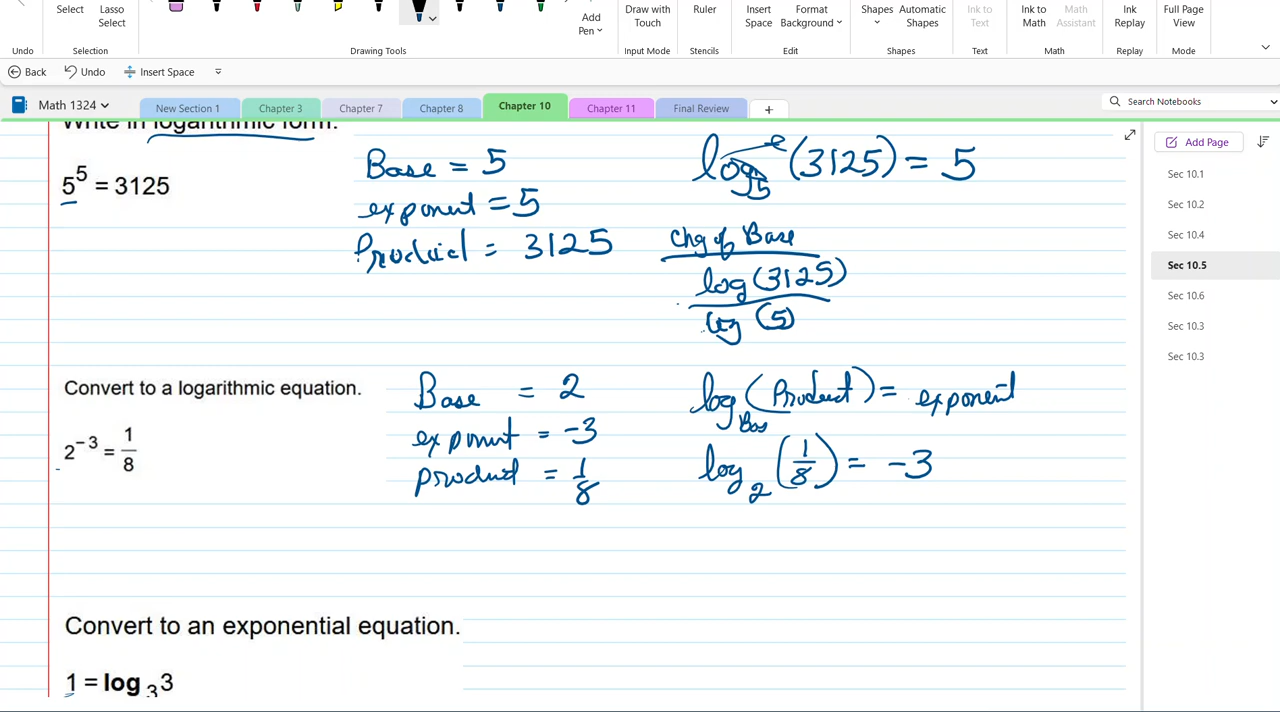 Select
Lasso Select
Add Pen
Draw with Touch
Ruler
Insert Space
Format Background
Shapes
Automatic Shapes
Ink to Text
Ink to Math
Math Assistant
Ink Replay
Full Page View
Undo
Selection
Drawing Tools
Input Mode
Stencils
Edit
Shapes
Text
Math
Replay
Mode
Back Undo Insert Space
Math 1324 New Section 1 Chapter 3 Chapter 7 Chapter 8 Chapter 10 Chapter 11 Final Review + Search Notebooks
Add Page
Sec 10.1
Sec 10.2
Sec 10.4
Sec 10.5
Sec 10.6
Sec 10.3
Sec 10.3
Write in logarithmic form.
5^5 = 3125
Base = 5
exponent = 5
Product = 3125
log_5 (3125) = 5
Chg of Base
log (3125)
log (5)
Convert to a logarithmic equation.
2^−3 = 1/8
Base = 2
exponent = -3
product = 1/8
log_Bas (Product) = exponent
log_2 (1/8) = -3
Convert to an exponential equation.
1 = log_3 3